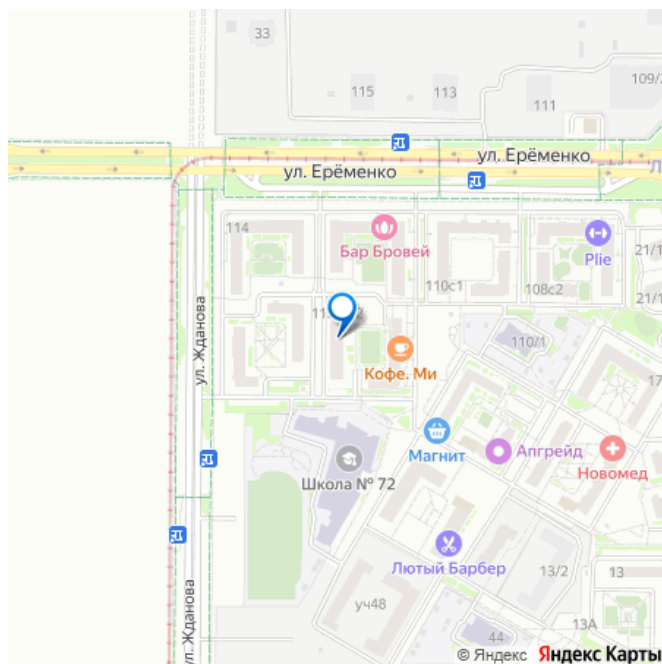 33
115
113
111
109/2
ул. Ерёменко
ул. Ерёменко
114
Бар Бровей
Plie
21/1
110с1
108с2
21/1
ул. Жданова
110/1
Кофе. Ми
17
Магнит
Апгрейд
Новомед
Школа № 72
Лютый Барбер
13/2
13
уч48
13А
44
ул. Жданова
© Яндекс Яндекс Карты